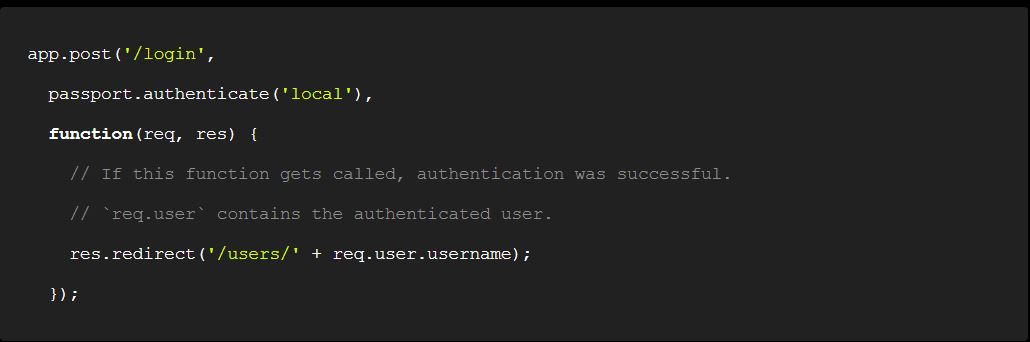 app.post('/login',
  passport.authenticate('local'),
  function(req, res) {
    // If this function gets called, authentication was successful.
    // `req.user` contains the authenticated user.
    res.redirect('/users/' + req.user.username);
  });